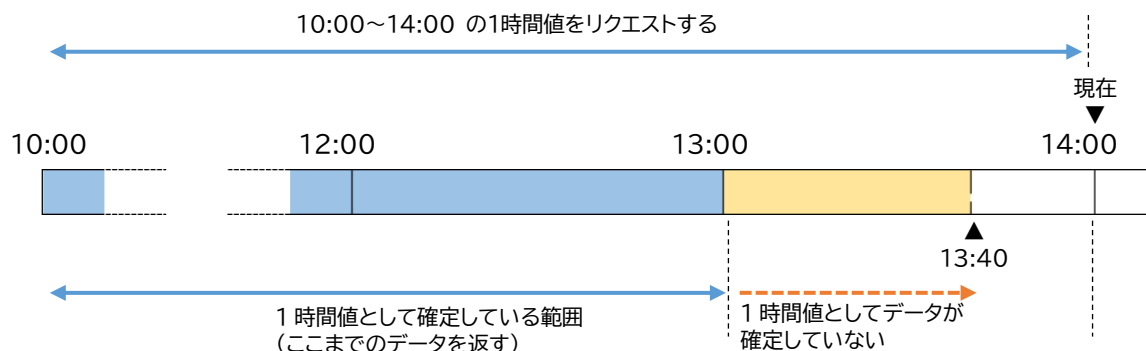 10:00～14:00 の1時間値をリクエストする
現在
10:00
12:00
13:00
14:00
13:40
1時間値として確定している範囲
(ここまでのデータを返す)
1時間値としてデータが
確定していない